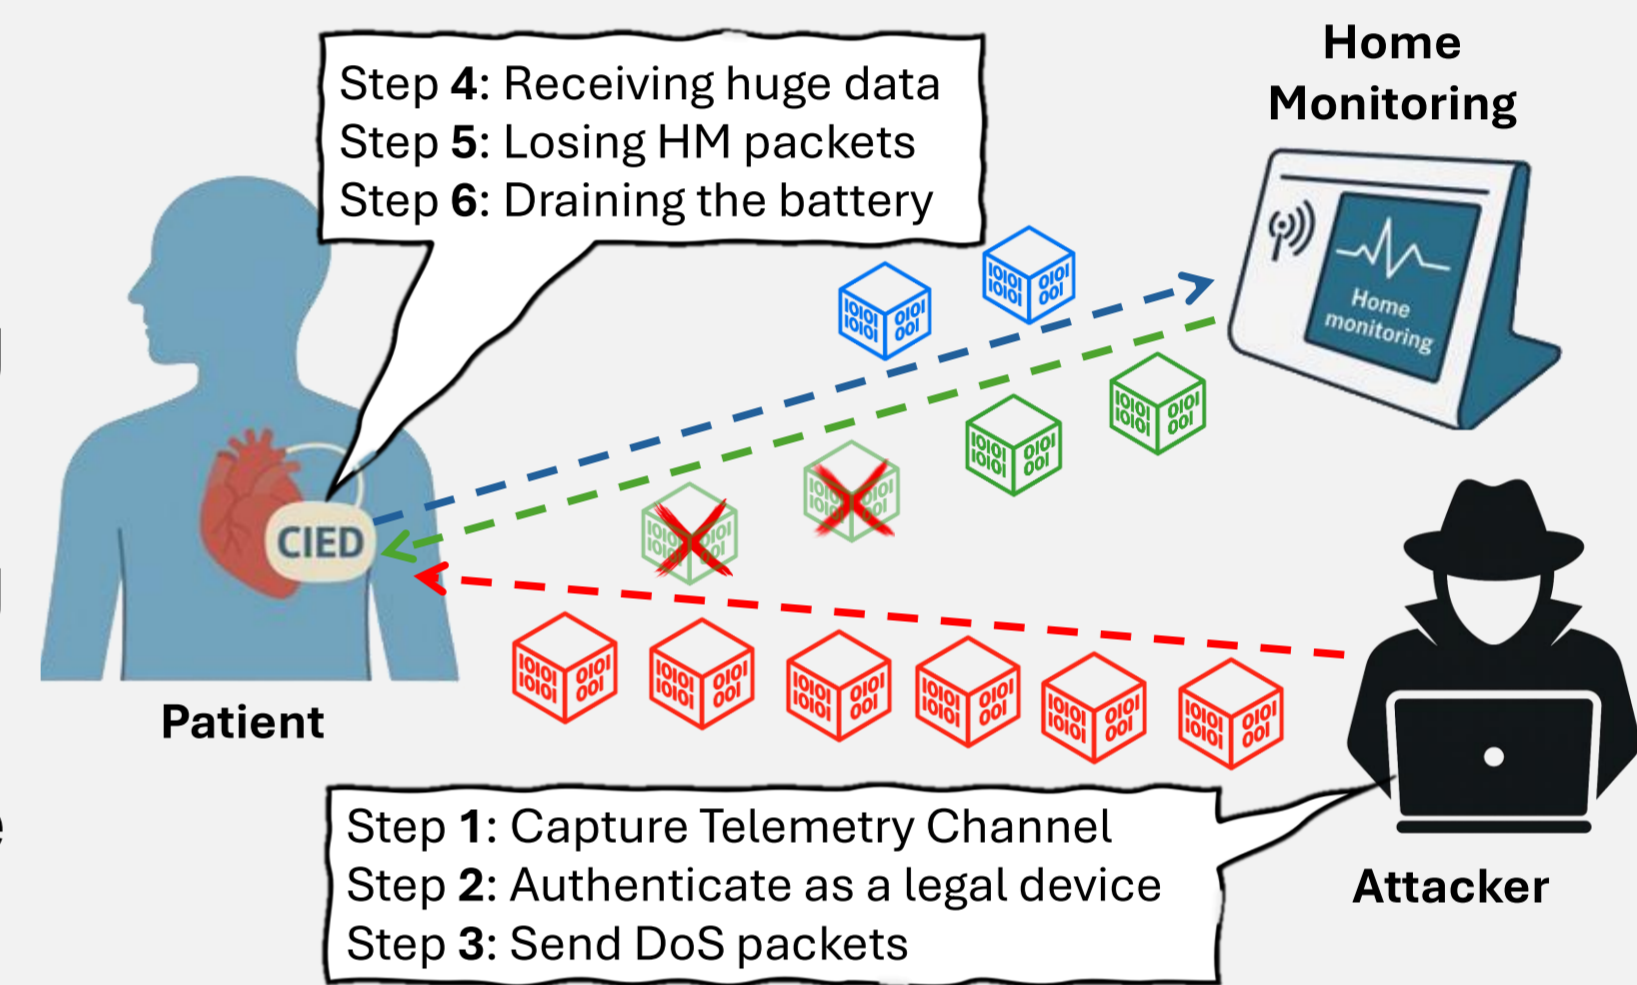 Home
Monitoring
Step 4: Receiving huge data
Step 5: Losing HM packets
Step 6: Draining the battery
Home
monitoring
CIED
Patient
Step 1: Capture Telemetry Channel
Step 2: Authenticate as a legal device
Step 3: Send DoS packets
Attacker